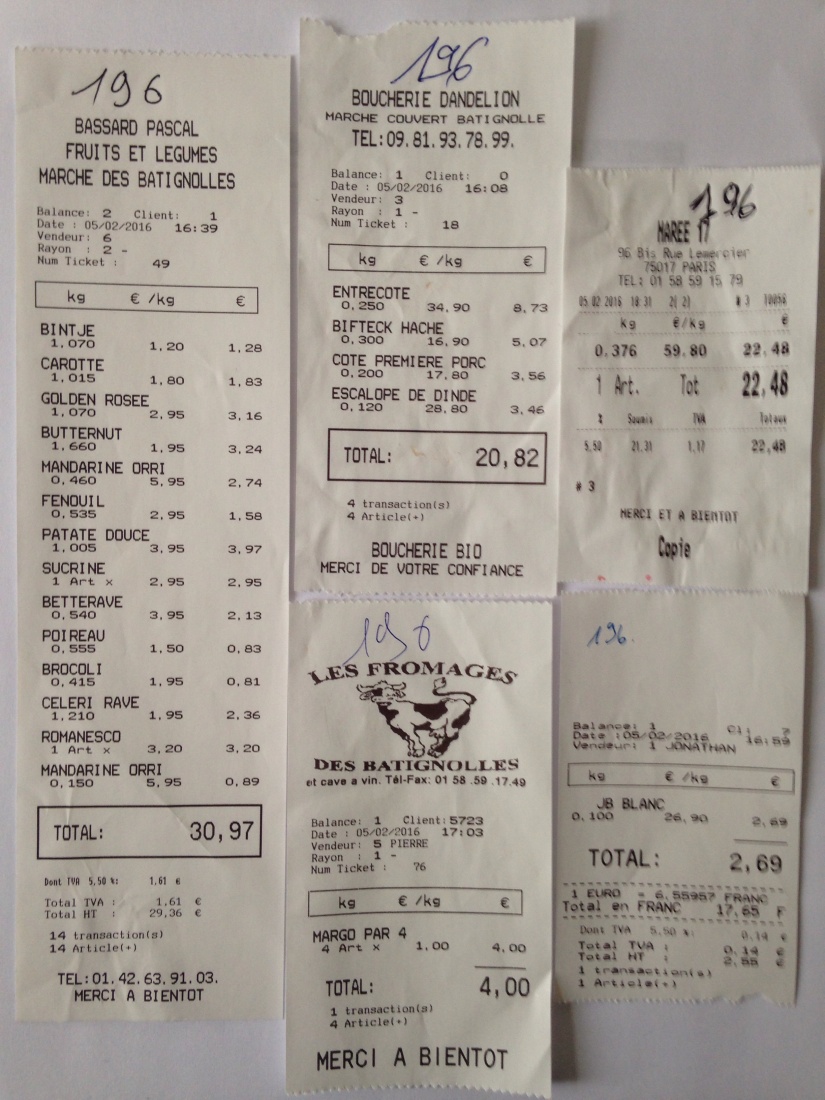 196
BASSARD PASCAL
FRUITS ET LEGUMES
MARCHE DES BATIGNOLLES
Balance: 2 Client: 1
Date : 05/02/2016 16:39
Vendeur: 6
Rayon : 2 -
Num Ticket : 49
kg € /kg €
BINTJE
1,070 1,20 1,28
CAROTTE
1,015 1,80 1,83
GOLDEN ROSEE
1,070 2,95 3,16
BUTTERNUT
1,660 1,95 3,24
MANDARINE ORRI
0,460 5,95 2,74
FENOUIL
0,535 2,95 1,58
PATATE DOUCE
1,005 3,95 3,97
SUCRINE
1 Art x 2,95 2,95
BETTERAVE
0,540 3,95 2,13
POIREAU
0,555 1,50 0,83
BROCOLI
0,415 1,95 0,81
CELERI RAVE
1,210 1,95 2,36
ROMANESCO
1 Art x 3,20 3,20
MANDARINE ORRI
0,150 5,95 0,89
TOTAL: 30,97
Dont TVA 5,50 %: 1,61 €
Total TVA : 1,61 €
Total HT : 29,36 €
14 transaction(s)
14 Article(+)
TEL:01.42.63.91.03.
MERCI A BIENTOT
196
BOUCHERIE DANDELION
MARCHE COUVERT BATIGNOLLE
TEL:09.81.93.78.99.
Balance: 1 Client: 0
Date : 05/02/2016 16:08
Vendeur: 3
Rayon : 1 -
Num Ticket : 18
kg € /kg €
ENTRECOTE
0,250 34,90 8,73
BIFTECK HACHE
0,300 16,90 5,07
COTE PREMIERE PORC
0,200 17,80 3,56
ESCALOPE DE DINDE
0,120 28,80 3,46
TOTAL: 20,82
4 transaction(s)
4 Article(+)
BOUCHERIE BIO
MERCI DE VOTRE CONFIANCE
196
MAREE 17
96 Bis Rue Lemercier
75017 PARIS
TEL: 01 58 59 15 79
05.02 2016 18 31 2( 2) #3 10056
kg €/kg €
0.376 59.80 22.48
1 Art. Tot 22,48
% Soumis TVA Totaux
5.50 21.31 1.17 22.48
# 3
MERCI ET A BIENTOT
Copie
196
LES FROMAGES
DES BATIGNOLLES
et cave a vin. Tél-Fax: 01 58 .59 .17.49
Balance: 1 Client:5723
Date : 05/02/2016 17:03
Vendeur: 5 PIERRE
Rayon : 1 -
Num Ticket : 76
kg € /kg €
MARGO PAR 4
4 Art x 1,00 4,00
TOTAL: 4,00
1 transaction(s)
4 Article(+)
MERCI A BIENTOT
196.
Balance: 1 Cl: 7
Date :05/02/2016 16:59
Vendeur: 1 JONATHAN
kg € /kg €
JB BLANC
0,100 26,90 2,69
TOTAL: 2,69
1 EURO = 6,55957 FRANC
Total en FRANC 17,65 F
Dont TVA 5,50 %: 0,14 €
Total TVA : 0,14 €
Total HT : 2,55 €
1 transaction(s)
1 Article(+)